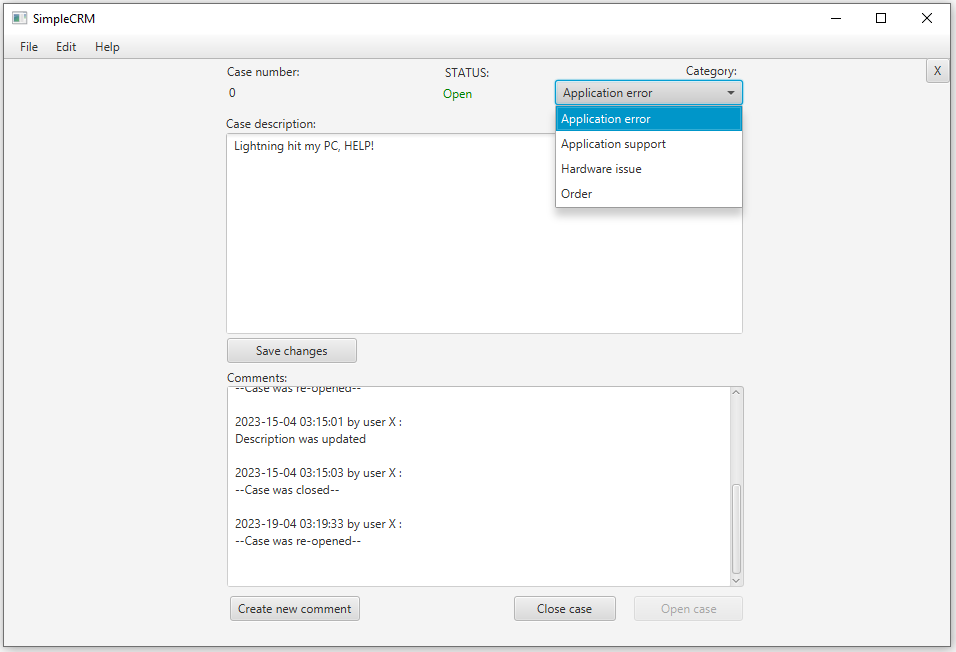 SimpleCRM
File Edit Help
Case number: STATUS: Category: X
0 Open Application error
Application error
Application support
Hardware issue
Order
Case description:
Lightning hit my PC, HELP!
Save changes
Comments:
--Case was re-opened--
2023-15-04 03:15:01 by user X :
Description was updated
2023-15-04 03:15:03 by user X :
--Case was closed--
2023-19-04 03:19:33 by user X :
--Case was re-opened--
Create new comment Close case Open case